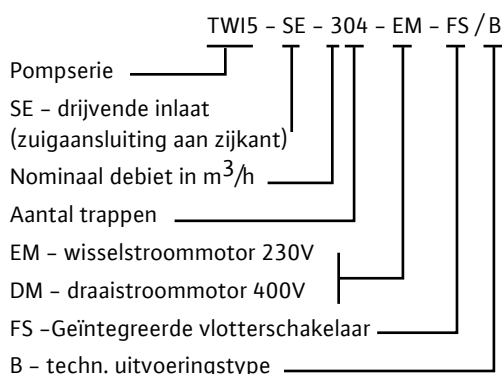 TWI5 – SE – 304 – EM – FS / B
Pompserie
SE – drijvende inlaat
(zuigaansluiting aan zijkant)
Nominaal debiet in m³/h
Aantal trappen
EM – wisselstroommotor 230V
DM – draaistroommotor 400V
FS –Geïntegreerde vlotterschakelaar
B – techn. uitvoeringstype